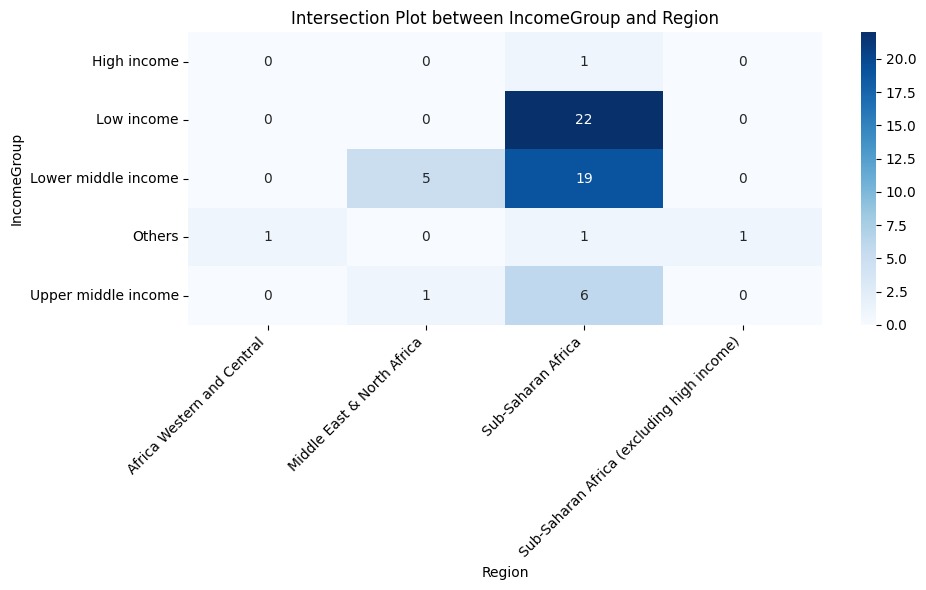 Intersection Plot between IncomeGroup and Region
IncomeGroup
High income
0 0 1 0
Low income
0 0 22 0
Lower middle income
0 5 19 0
Others
1 0 1 1
Upper middle income
0 1 6 0
Africa Western and Central
Middle East & North Africa
Sub-Saharan Africa
Sub-Saharan Africa (excluding high income)
Region
20.0
17.5
15.0
12.5
10.0
7.5
5.0
2.5
0.0